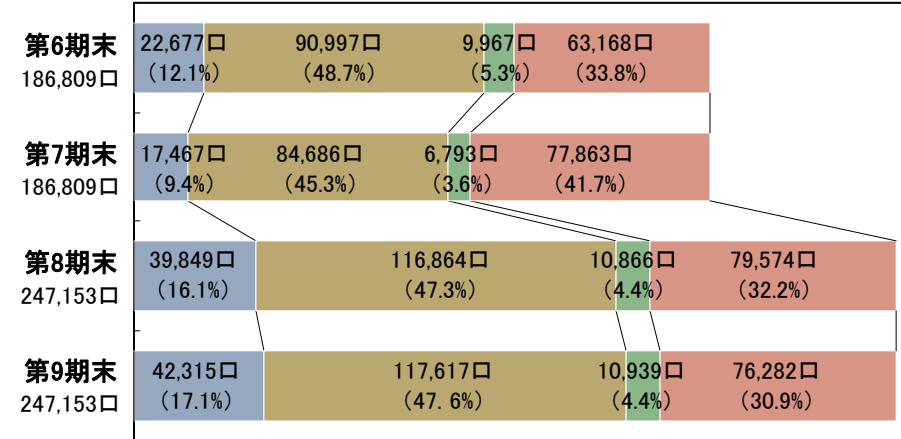 第6期末
186,809口
22,677口 90,997口 9,967口 63,168口
（12.1%） （48.7%） （5.3%） （33.8%）
第7期末
186,809口
17,467口 84,686口 6,793口 77,863口
（9.4%） （45.3%） （3.6%） （41.7%）
第8期末
247,153口
39,849口 116,864口 10,866口 79,574口
（16.1%） （47.3%） （4.4%） （32.2%）
第9期末
247,153口
42,315口 117,617口 10,939口 76,282口
（17.1%） （47.6%） （4.4%） （30.9%）